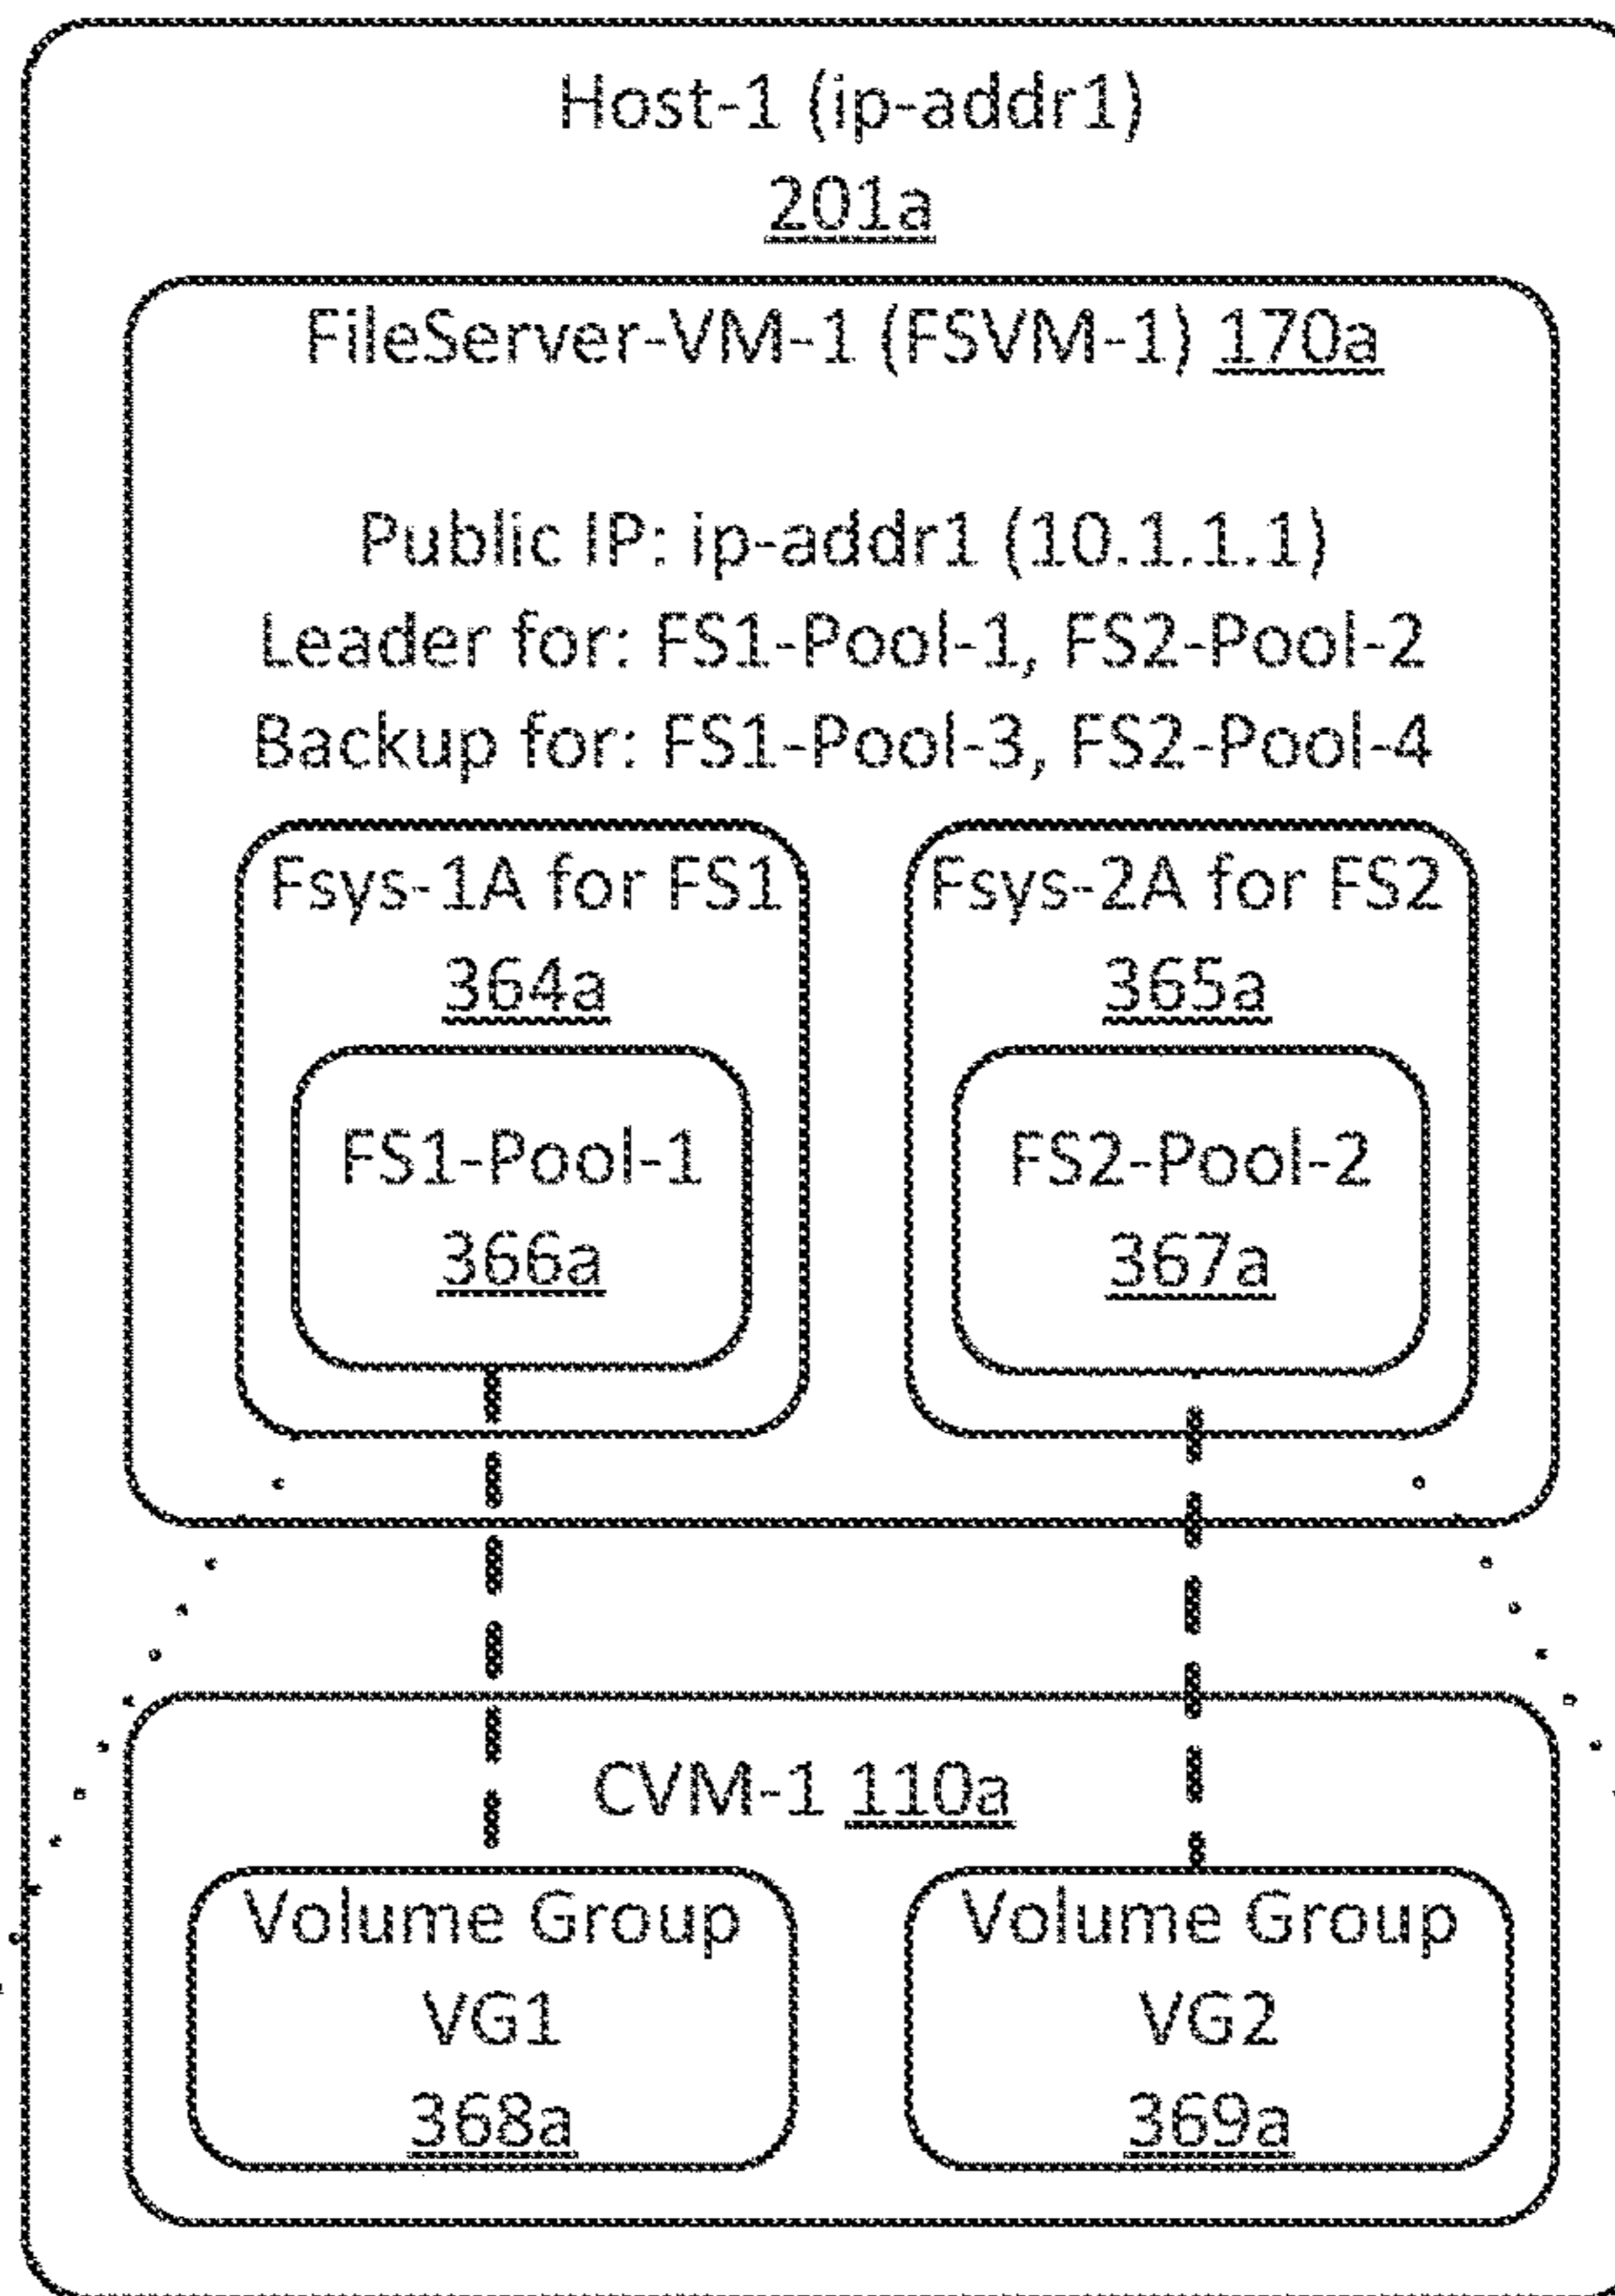 Host-1 (ip-addr1)
201a
FileServer-VM-1 (FSVM-1) 170a
Public IP: ip-addr1 (10.1.1.1)
Leader for: FS1-Pool-1, FS2-Pool-2
Backup for: FS1-Pool-3, FS2-Pool-4
Fsys-1A for FS1
364a
FS1-Pool-1
366a
Fsys-2A for FS2
365a
FS2-Pool-2
367a
CVM-1 110a
Volume Group
VG1
368a
Volume Group
VG2
369a